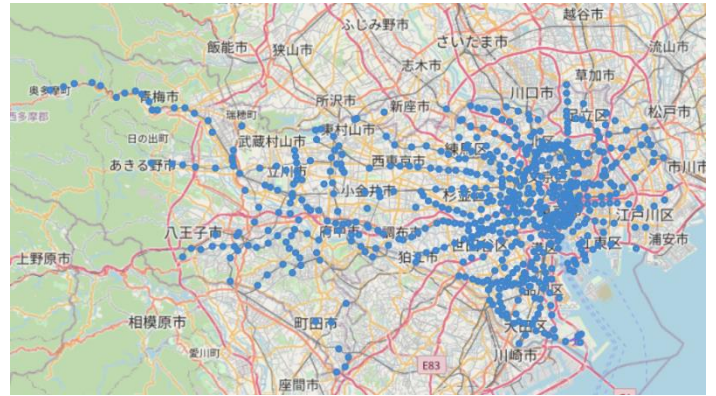 越谷市
ふじみ野市
飯能市
狭山市
さいたま市
流山市
志木市
草加市
川口市
奥多摩町
青梅市
所沢市
新座市
足立区
松戸市
瑞穂町
西多摩郡
武蔵村山市
東村山市
日の出町
練馬区
北区
あきる野市
立川市
西東京市
市川市
小金井市
杉並区
江戸川区
八王子市
府中市
調布市
世田谷区
港区
江東区
浦安市
上野原市
狛江市
品川区
相模原市
町田市
大田区
愛川町
川崎市
E83
座間市